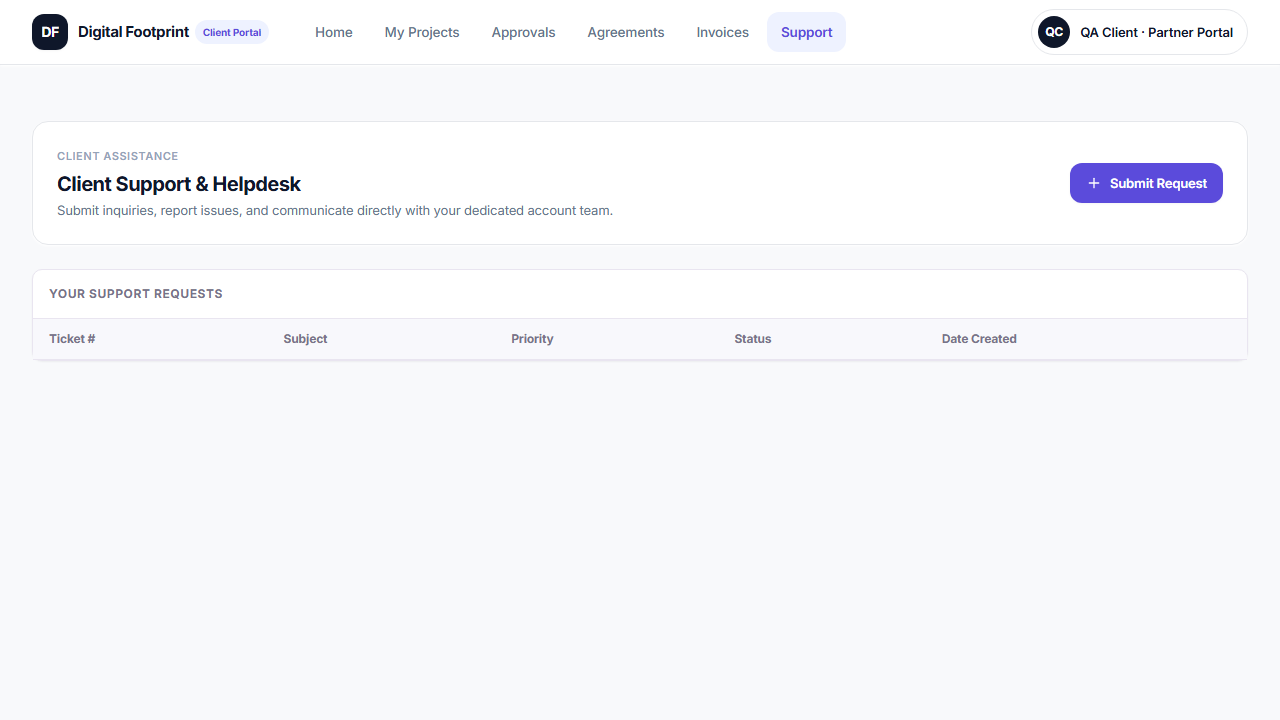 DF Digital Footprint Client Portal Home My Projects Approvals Agreements Invoices Support QC QA Client · Partner Portal
CLIENT ASSISTANCE
Client Support & Helpdesk
Submit inquiries, report issues, and communicate directly with your dedicated account team.
+ Submit Request
YOUR SUPPORT REQUESTS
Ticket # Subject Priority Status Date Created